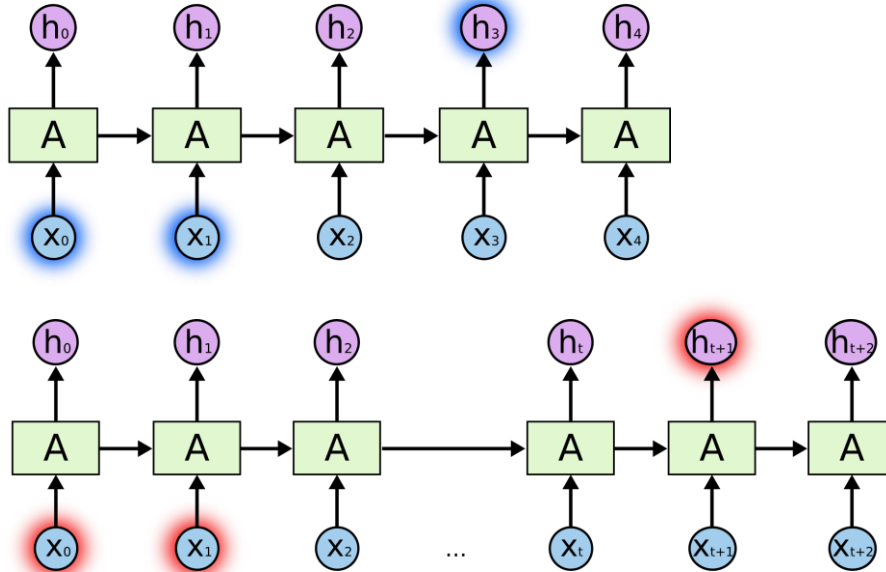 h₀ h₁ h₂ h₃ h₄
A A A A A
x₀ x₁ x₂ x₃ x₄
h₀ h₁ h₂ hₜ hₜ₊₁ hₜ₊₂
A A A A A A
x₀ x₁ x₂ ... xₜ xₜ₊₁ xₜ₊₂